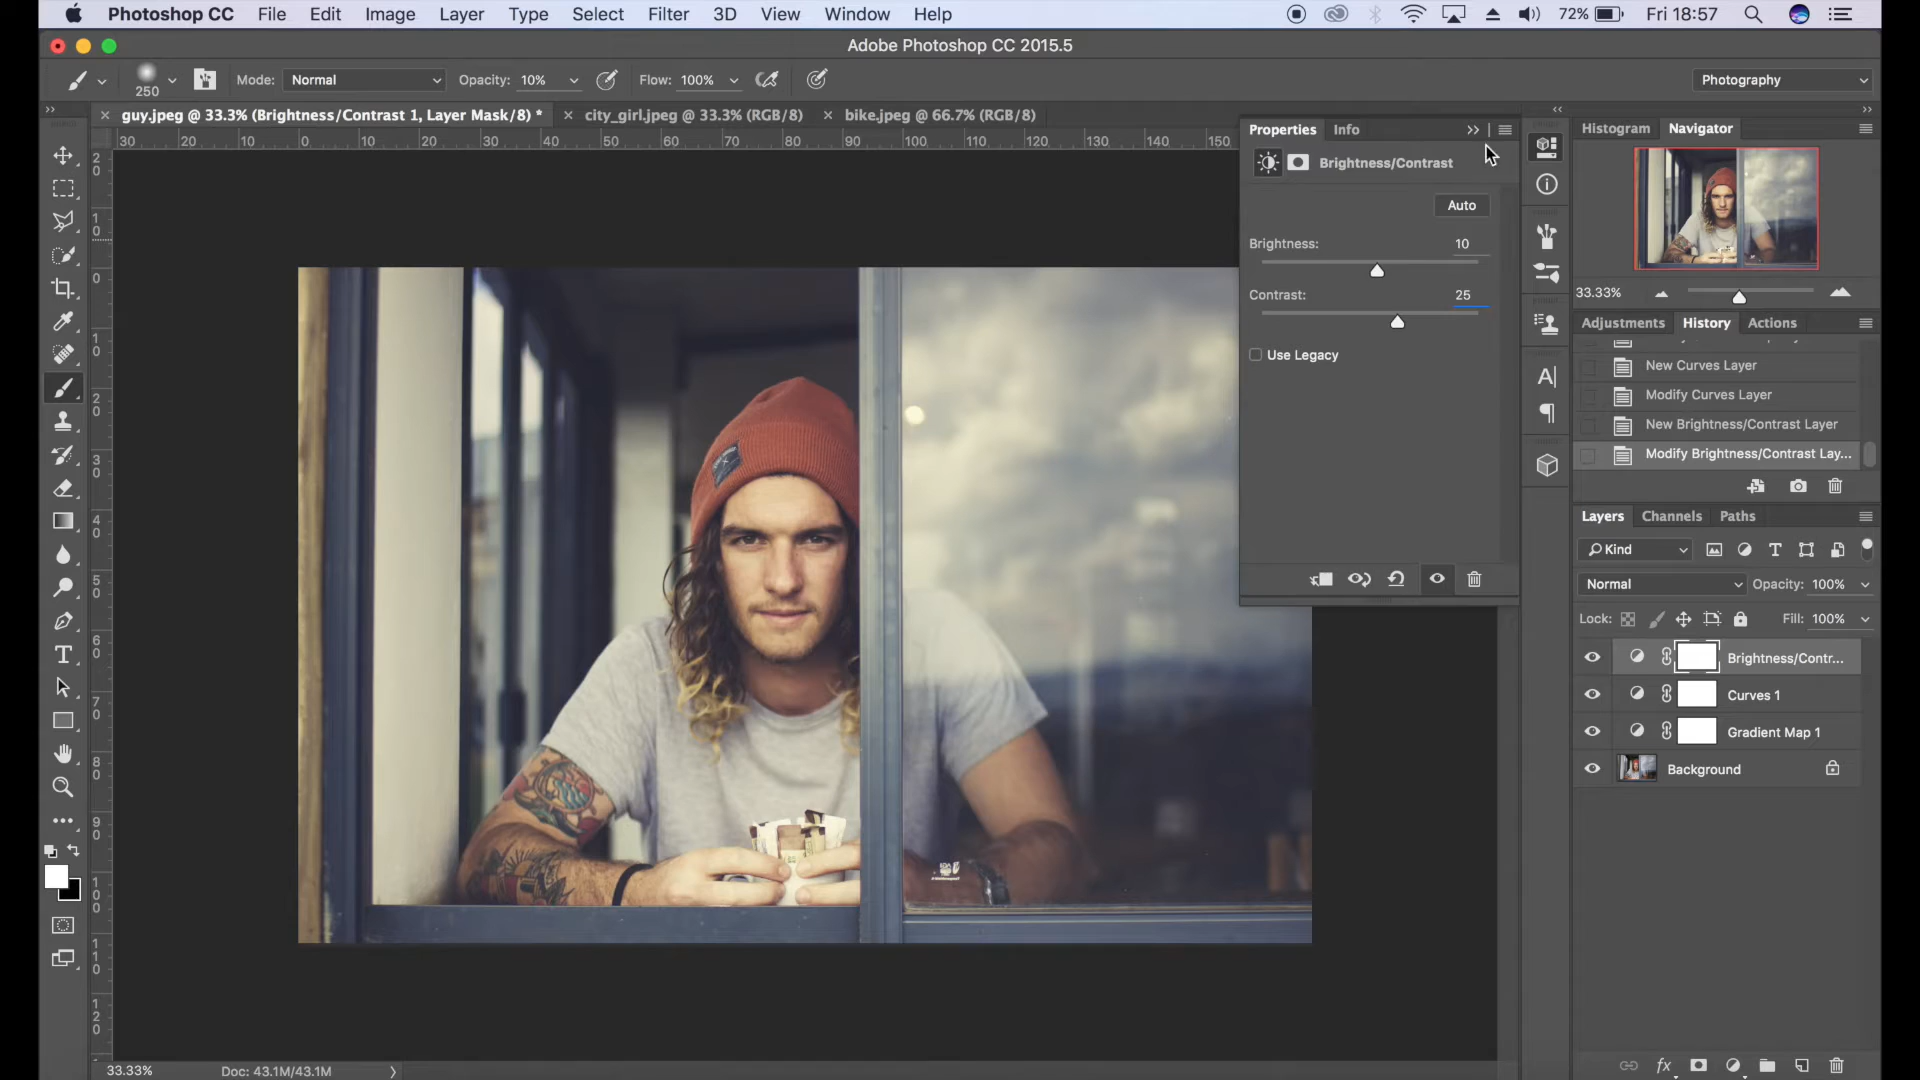 Photoshop CC File Edit Image Layer Type Select Filter 3D View Window Help 72% Fri 18:57
Adobe Photoshop CC 2015.5
250 Mode: Normal Opacity: 10% Flow: 100% Photography
guy.jpeg @ 33.3% (Brightness/Contrast 1, Layer Mask/8) * city_girl.jpeg @ 33.3% (RGB/8) bike.jpeg @ 66.7% (RGB/8)
30 20 10 0 10 20 30 40 50 60 70 80 90 100 110 120 130 140 150
20
10
0
10
20
30
40
50
60
70
80
90
100
110
120
Properties Info
Brightness/Contrast
Auto
Brightness: 10
Contrast: 25
Use Legacy
Histogram Navigator
33.33%
Adjustments History Actions
New Curves Layer
Modify Curves Layer
New Brightness/Contrast Layer
Modify Brightness/Contrast Lay...
Layers Channels Paths
Kind
Normal Opacity: 100%
Lock: Fill: 100%
Brightness/Contr...
Curves 1
Gradient Map 1
Background
fx
33.33% Doc: 43.1M/43.1M